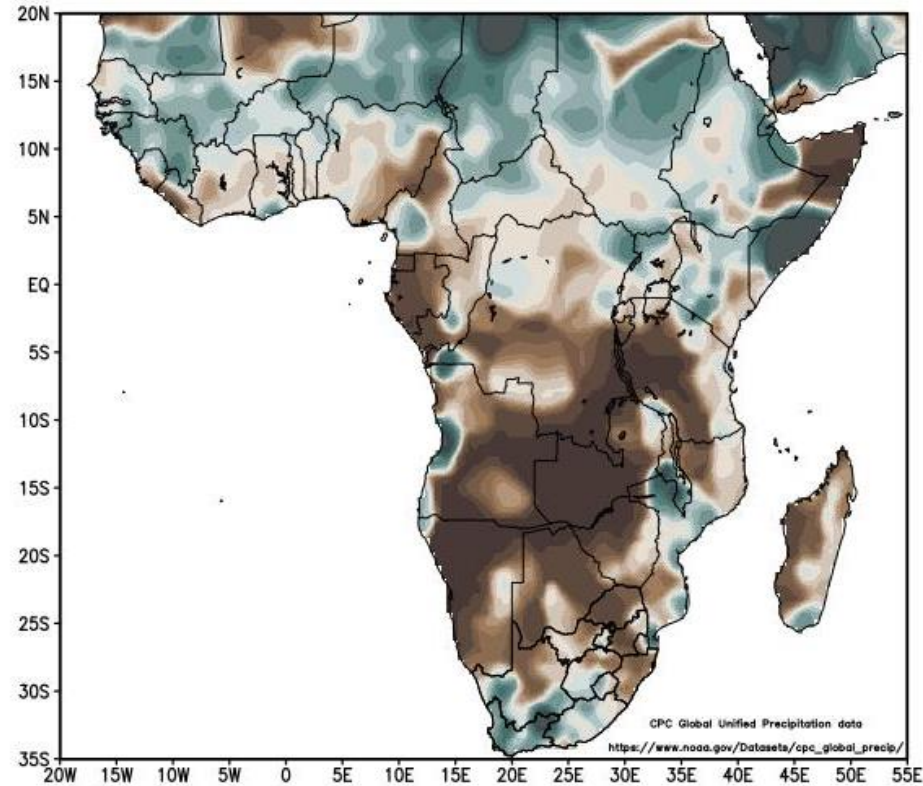 20N
15N
10N
5N
EQ
5S
10S
15S
20S
25S
30S
35S
CPC Global Unified Precipitation data
https://www.noaa.gov/Datasets/cpc_global_precip/
20W 15W 10W 5W 0 5E 10E 15E 20E 25E 30E 35E 40E 45E 50E 55E